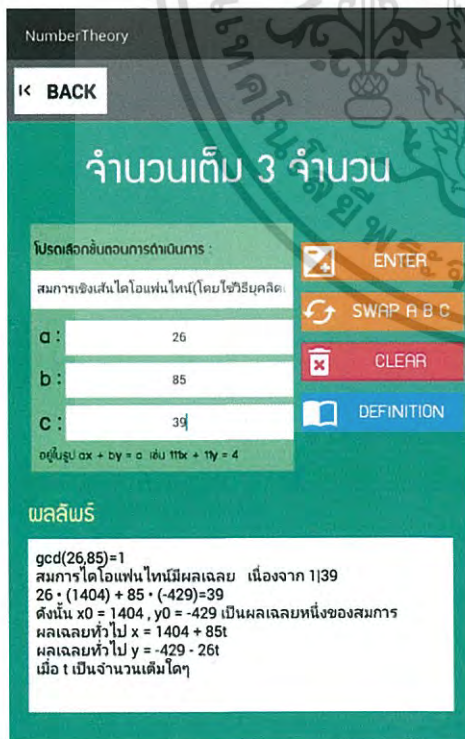 NumberTheory
BACK
จำนวนเต็ม 3 จำนวน
โปรดเลือกขั้นตอนการดำเนินการ :
สมการเชิงเส้นไดโอแฟนไทน์(โดยใช้วิธียุคลิด
ENTER
a : 26
SWAP A B C
b : 85
CLEAR
c : 39
DEFINITION
อยู่ในรูป ax + by = c เช่น 111x + 11y = 4
ผลลัพธ์
gcd(26,85)=1
สมการไดโอแฟนไทน์มีผลเฉลย เนื่องจาก 1|39
26 · (1404) + 85 · (-429)=39
ดังนั้น x0 = 1404 , y0 = -429 เป็นผลเฉลยหนึ่งของสมการ
ผลเฉลยทั่วไป x = 1404 + 85t
ผลเฉลยทั่วไป y = -429 - 26t
เมื่อ t เป็นจำนวนเต็มใดๆ